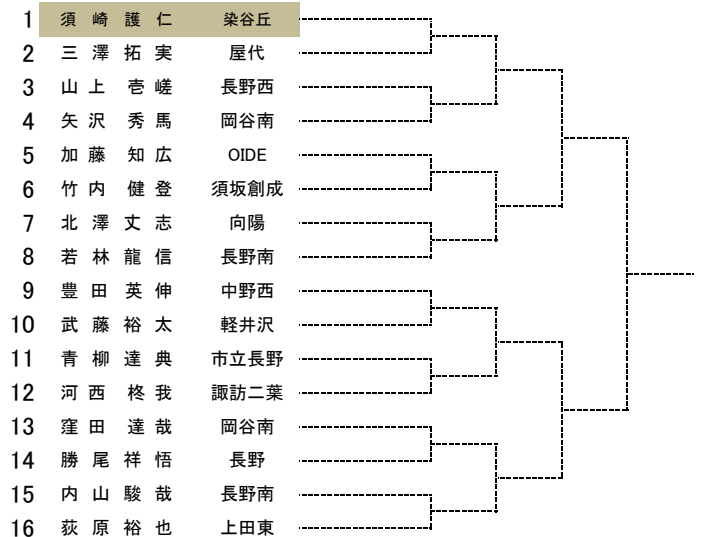 1 須崎護仁 染谷丘
2 三澤拓実 屋代
3 山上壱嵯 長野西
4 矢沢秀馬 岡谷南
5 加藤知広 OIDE
6 竹内健登 須坂創成
7 北澤丈志 向陽
8 若林龍信 長野南
9 豊田英伸 中野西
10 武藤裕太 軽井沢
11 青柳達典 市立長野
12 河西柊我 諏訪二葉
13 窪田達哉 岡谷南
14 勝尾祥悟 長野
15 内山駿哉 長野南
16 荻原裕也 上田東